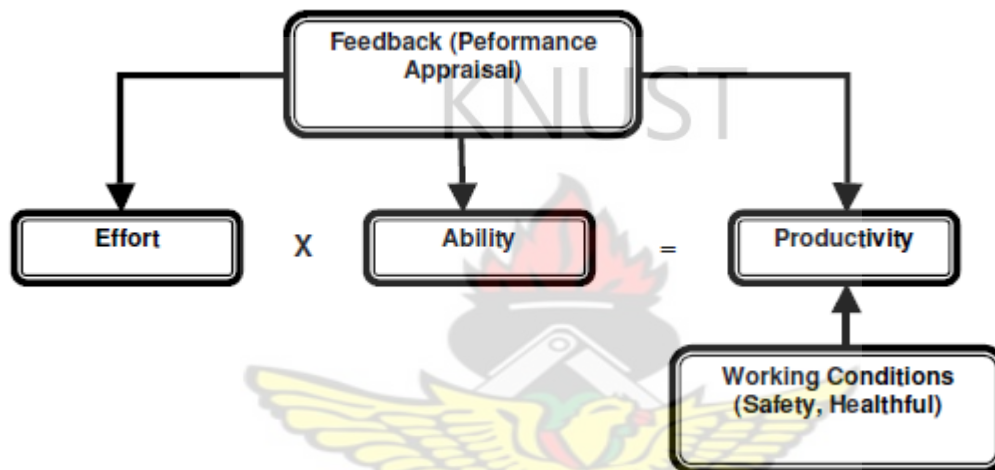 Feedback (Peformance
Appraisal)
KNUST
Effort X Ability = Productivity
Working Conditions
(Safety, Healthful)